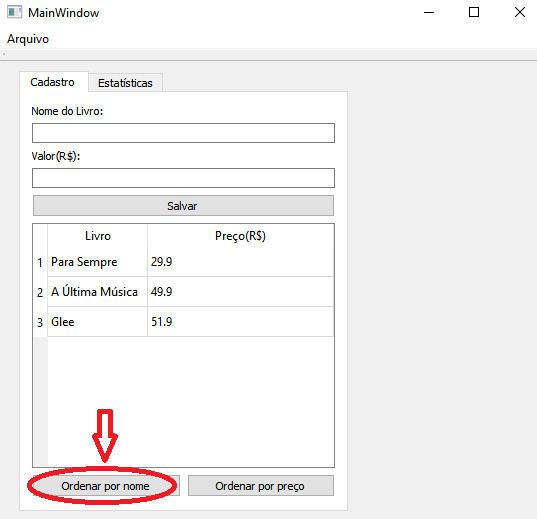 MainWindow
Arquivo
Cadastro Estatísticas
Nome do Livro:
Valor(R$):
Salvar
Livro Preço(R$)
1 Para Sempre 29.9
2 A Última Música 49.9
3 Glee 51.9
Ordenar por nome Ordenar por preço